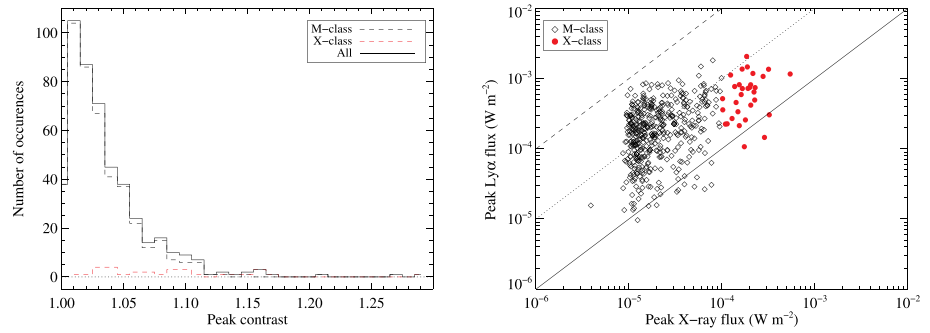 Number of occurences
100
80
60
40
20
0
1.00
1.05
1.10
1.15
1.20
1.25
Peak contrast
M−class
X−class
All
Peak Lyα flux (W m⁻²)
10⁻²
10⁻³
10⁻⁴
10⁻⁵
10⁻⁶
10⁻⁶
10⁻⁵
10⁻⁴
10⁻³
10⁻²
Peak X−ray flux (W m⁻²)
M−class
X−class